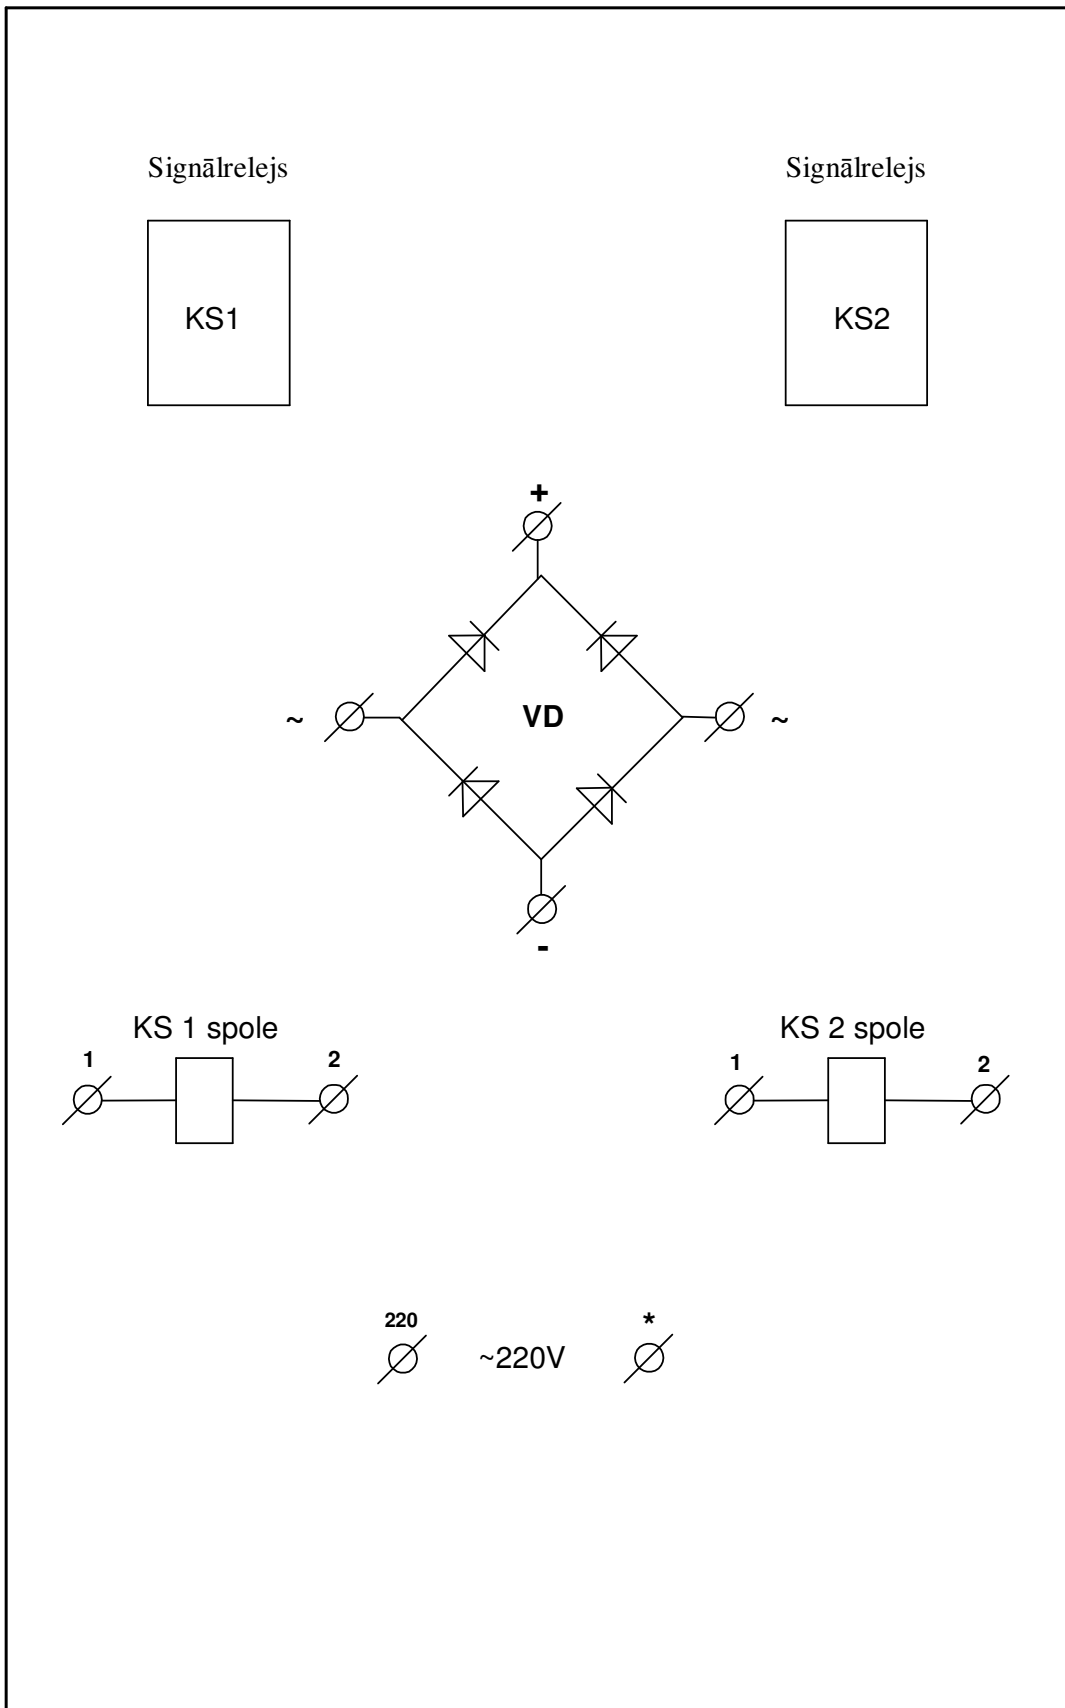 Signālrelejs Signālrelejs
KS1 KS2
+
~ VD ~
-
KS 1 spole KS 2 spole
1 2 1 2
220 ~220V *